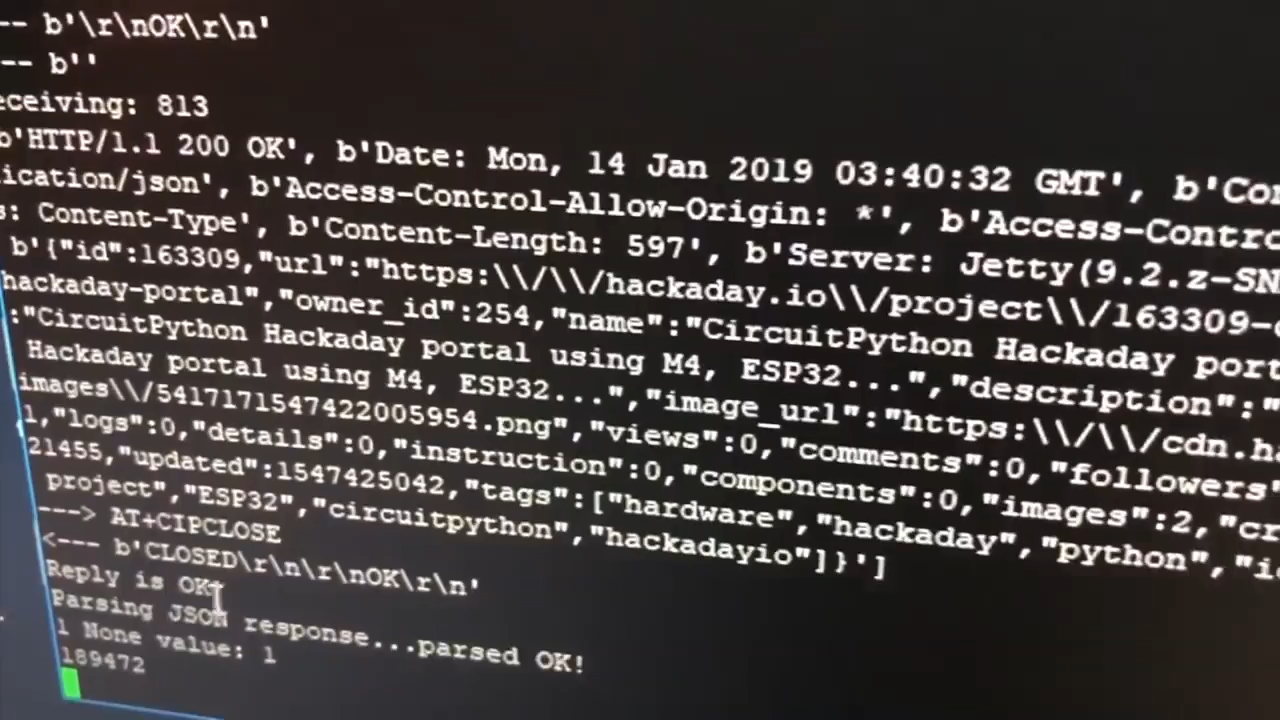 -- b'\r\nOK\r\n'
-- b''
eceiving: 813
b'HTTP/1.1 200 OK', b'Date: Mon, 14 Jan 2019 03:40:32 GMT', b'Con
ication/json', b'Access-Control-Allow-Origin: *', b'Access-Contro
s: Content-Type', b'Content-Length: 597', b'Server: Jetty(9.2.z-SN
b'{"id":163309,"url":"https:\\/\\/hackaday.io\\/project\\/163309-c
hackaday-portal","owner_id":254,"name":"CircuitPython Hackaday port
:"CircuitPython Hackaday portal using M4, ESP32...","description":"
Hackaday portal using M4, ESP32...","image_url":"https:\\/\\/cdn.ha
images\\/5417171547422005954.png","views":0,"comments":0,"followers"
1,"logs":0,"details":0,"instruction":0,"components":0,"images":2,"cr
21455,"updated":1547425042,"tags":["hardware","hackaday","python","io
project","ESP32","circuitpython","hackadayio"]}']
---> AT+CIPCLOSE
<--- b'CLOSED\r\n\r\nOK\r\n'
Reply is OK!
Parsing JSON response...parsed OK!
1 None value: 1
189472